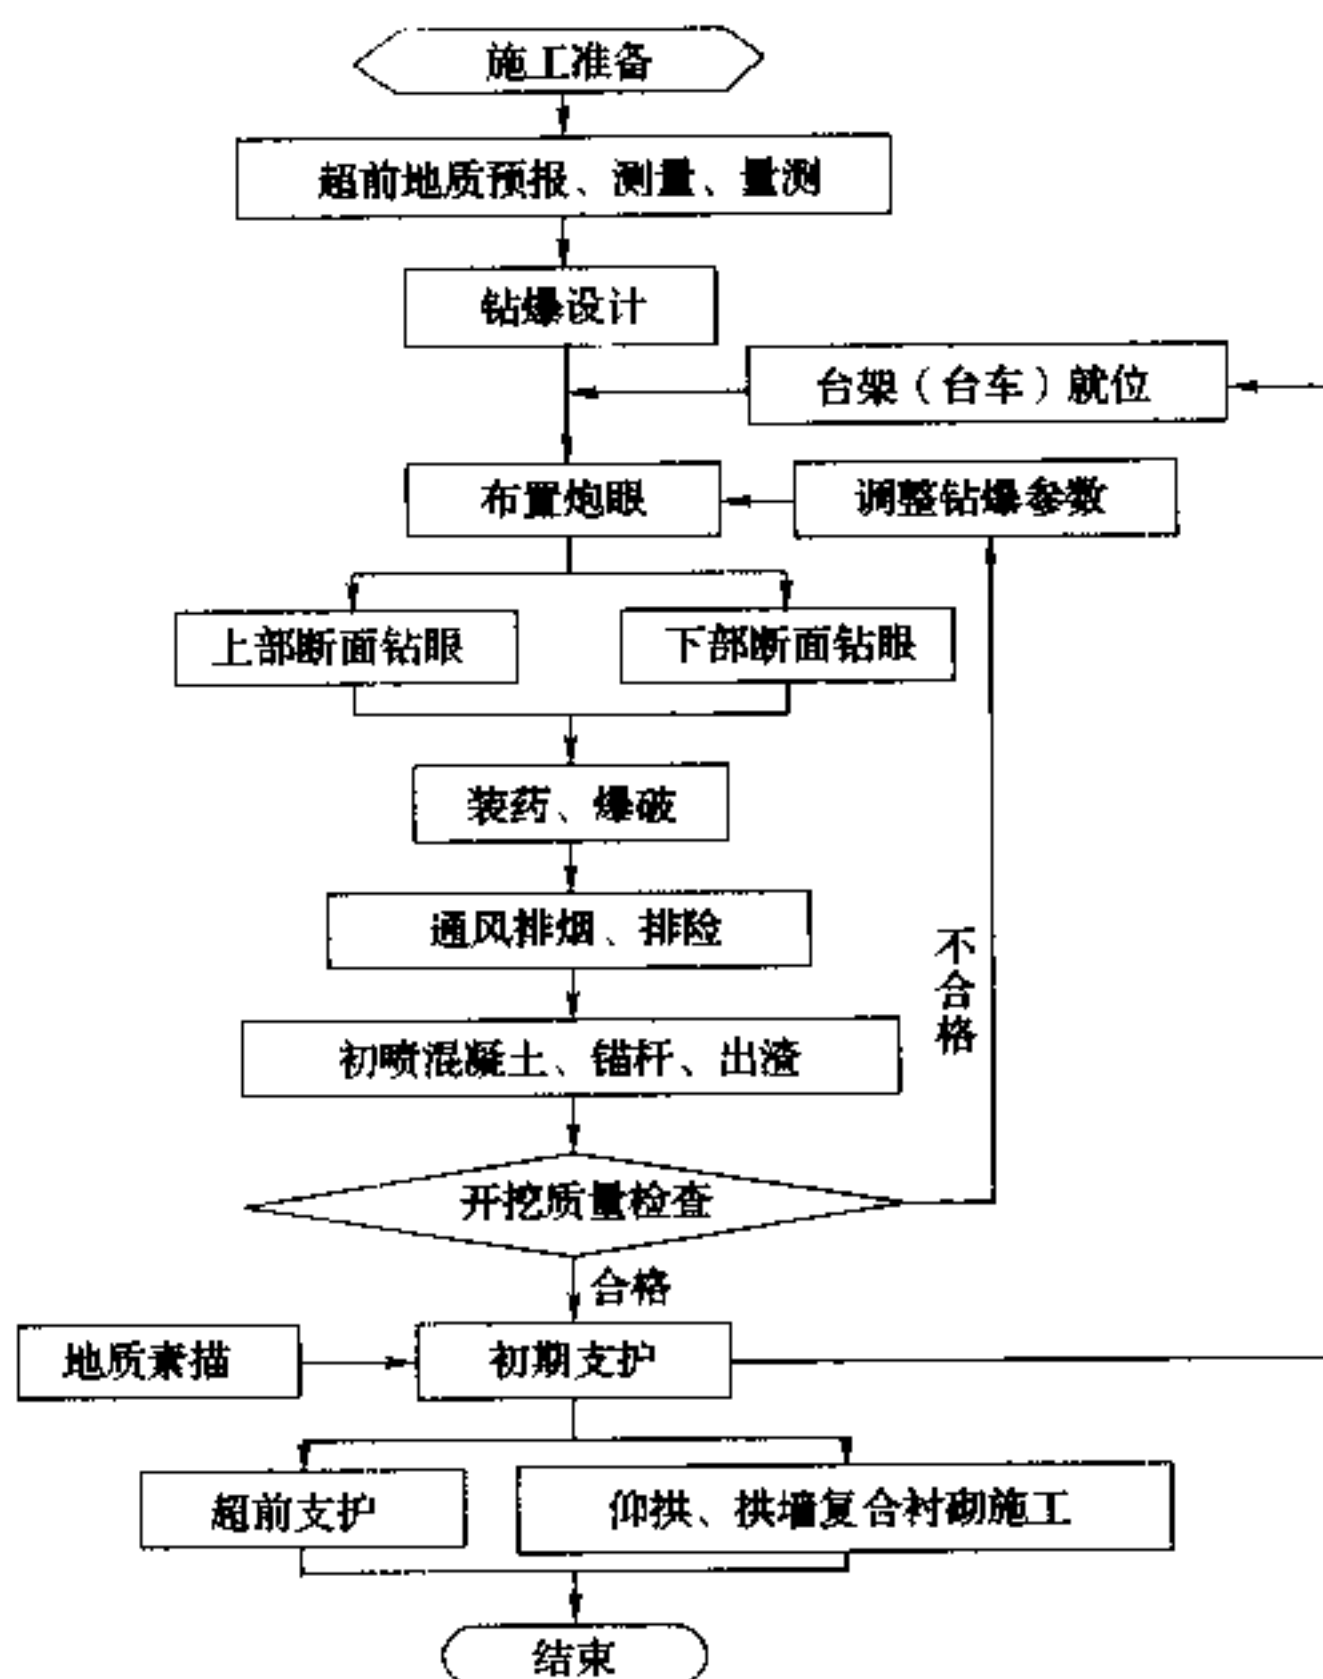 施工准备
超前地质预报、测量、量测
钻爆设计
台架（台车）就位
布置炮眼
调整钻爆参数
上部断面钻眼
下部断面钻眼
装药、爆破
通风排烟、排险
不合格
初喷混凝土、锚杆、出渣
开挖质量检查
合格
地质素描
初期支护
超前支护
仰拱、拱墙复合衬砌施工
结束